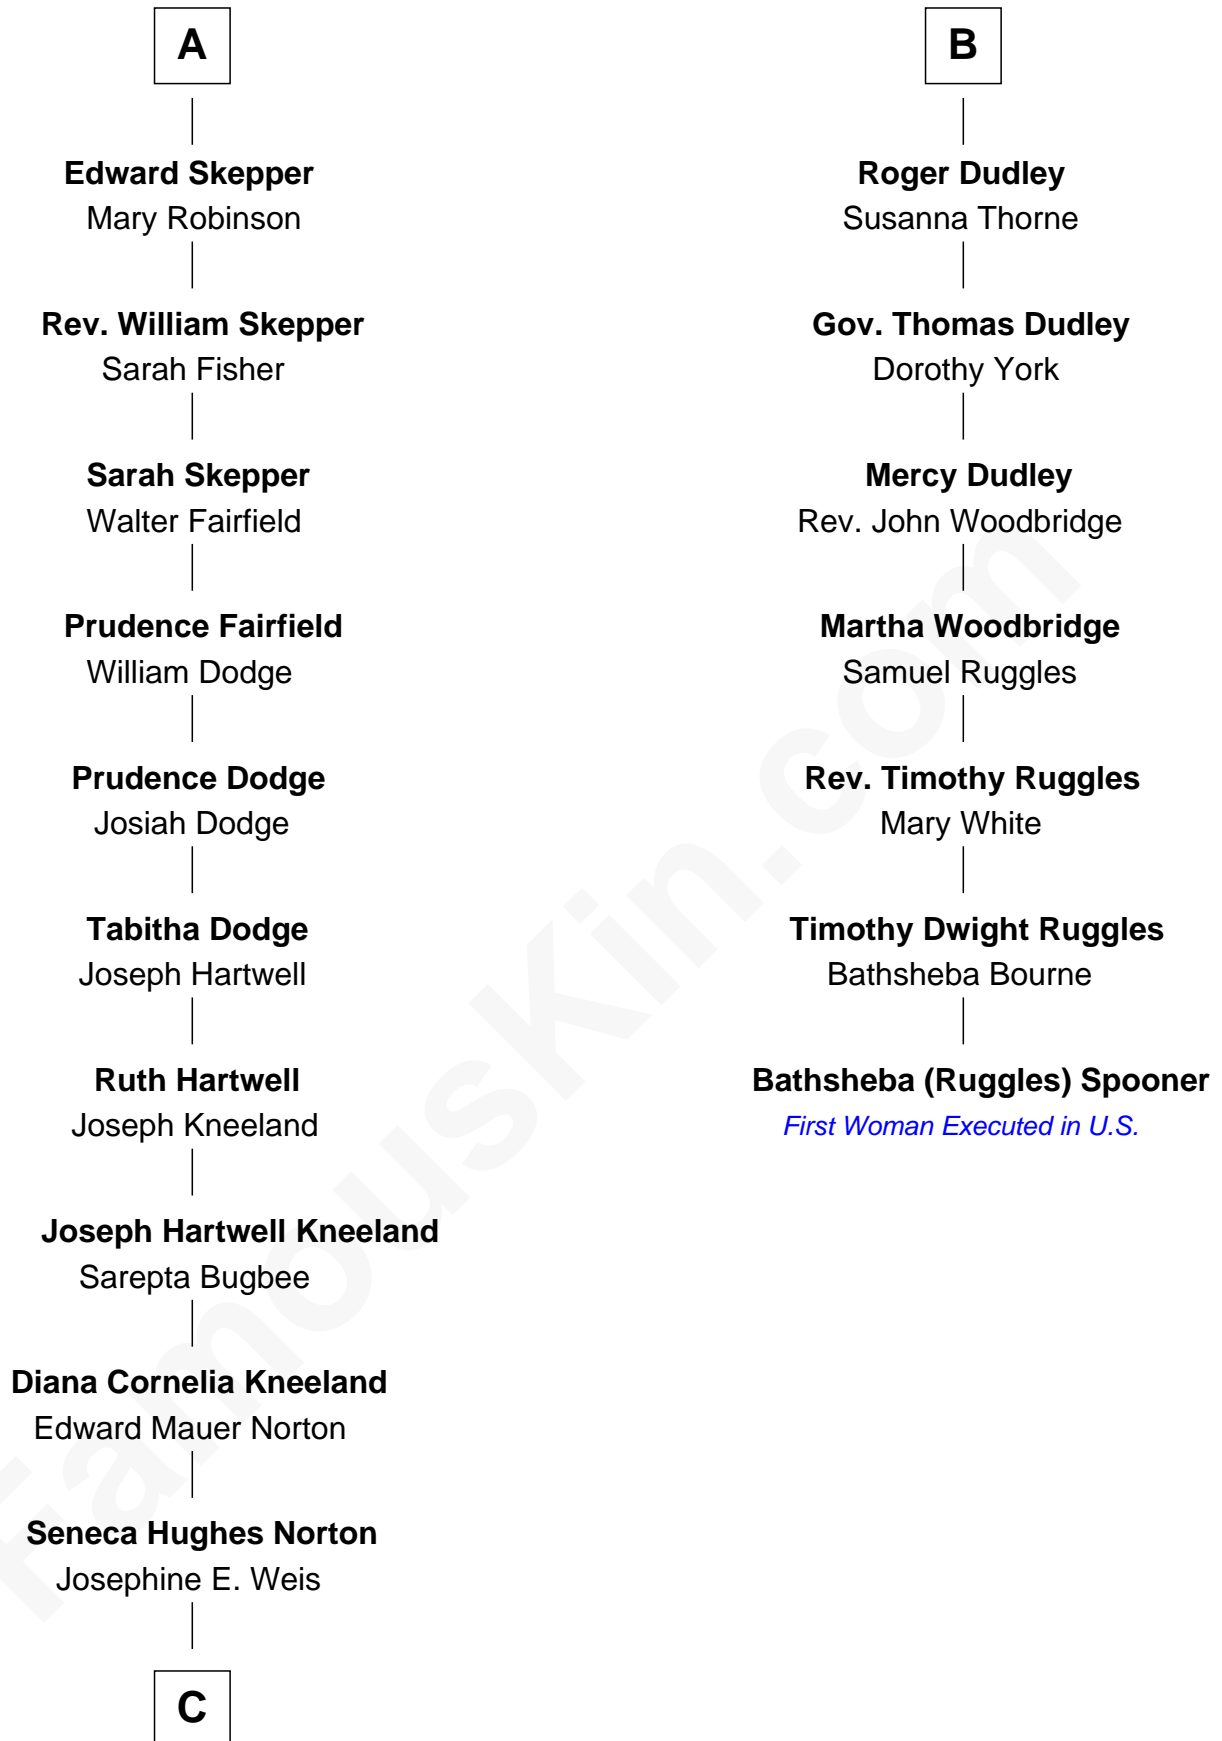 A
Edward Skepper
Mary Robinson
Rev. William Skepper
Sarah Fisher
Sarah Skepper
Walter Fairfield
Prudence Fairfield
William Dodge
Prudence Dodge
Josiah Dodge
Tabitha Dodge
Joseph Hartwell
Ruth Hartwell
Joseph Kneeland
Joseph Hartwell Kneeland
Sarepta Bugbee
Diana Cornelia Kneeland
Edward Mauer Norton
Seneca Hughes Norton
Josephine E. Weis
C
B
Roger Dudley
Susanna Thorne
Gov. Thomas Dudley
Dorothy York
Mercy Dudley
Rev. John Woodbridge
Martha Woodbridge
Samuel Ruggles
Rev. Timothy Ruggles
Mary White
Timothy Dwight Ruggles
Bathsheba Bourne
Bathsheba (Ruggles) Spooner
First Woman Executed in U.S.
FamousKin.com